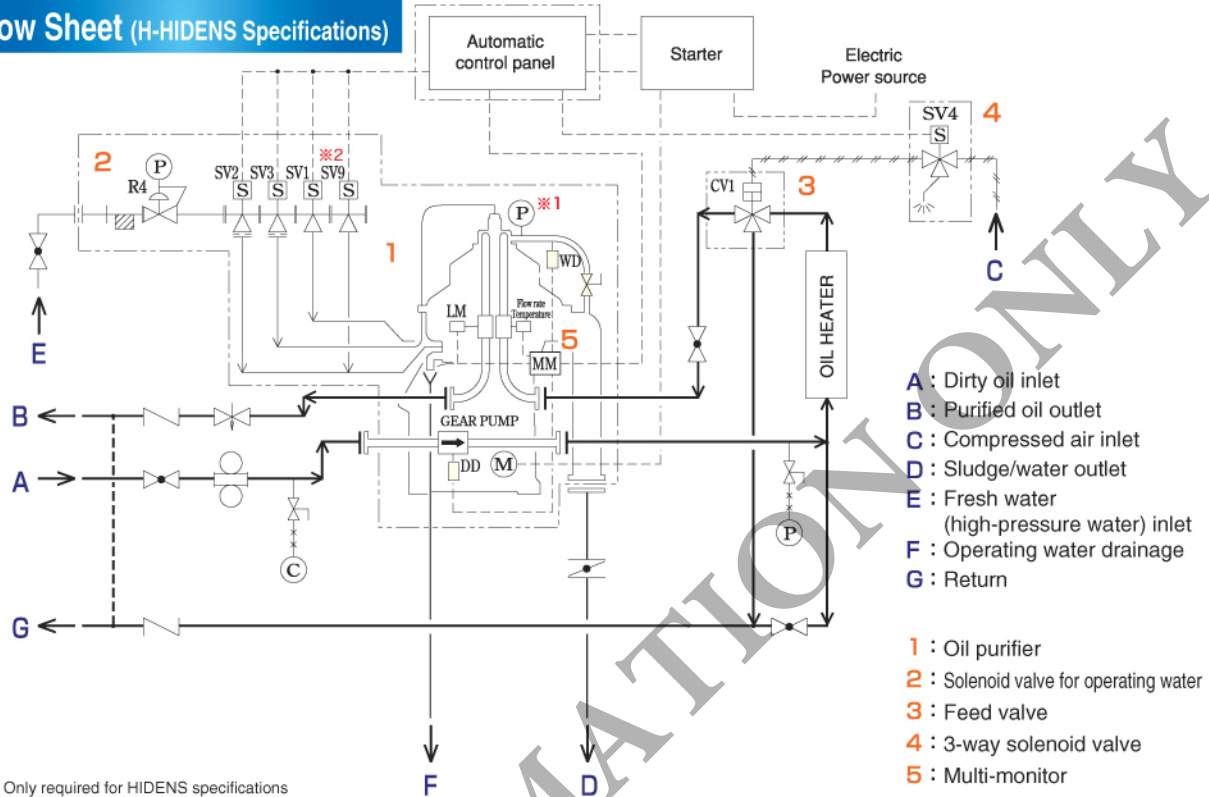 ow Sheet (H-HIDENS Specifications)
Automatic
control panel
Starter
Electric
Power source
SV4
4
S
2
P
R4
※2
SV2
SV3
SV1
SV9
S
S
S
S
CV1
3
P
※1
1
WD
C
LM
Flow rate
Temperature
5
MM
OIL HEATER
E
B
GEAR PUMP
A
DD
M
P
C
G
F
D
A : Dirty oil inlet
B : Purified oil outlet
C : Compressed air inlet
D : Sludge/water outlet
E : Fresh water
(high-pressure water) inlet
F : Operating water drainage
G : Return
1 : Oil purifier
2 : Solenoid valve for operating water
3 : Feed valve
4 : 3-way solenoid valve
5 : Multi-monitor
Only required for HIDENS specifications
MATION ONLY